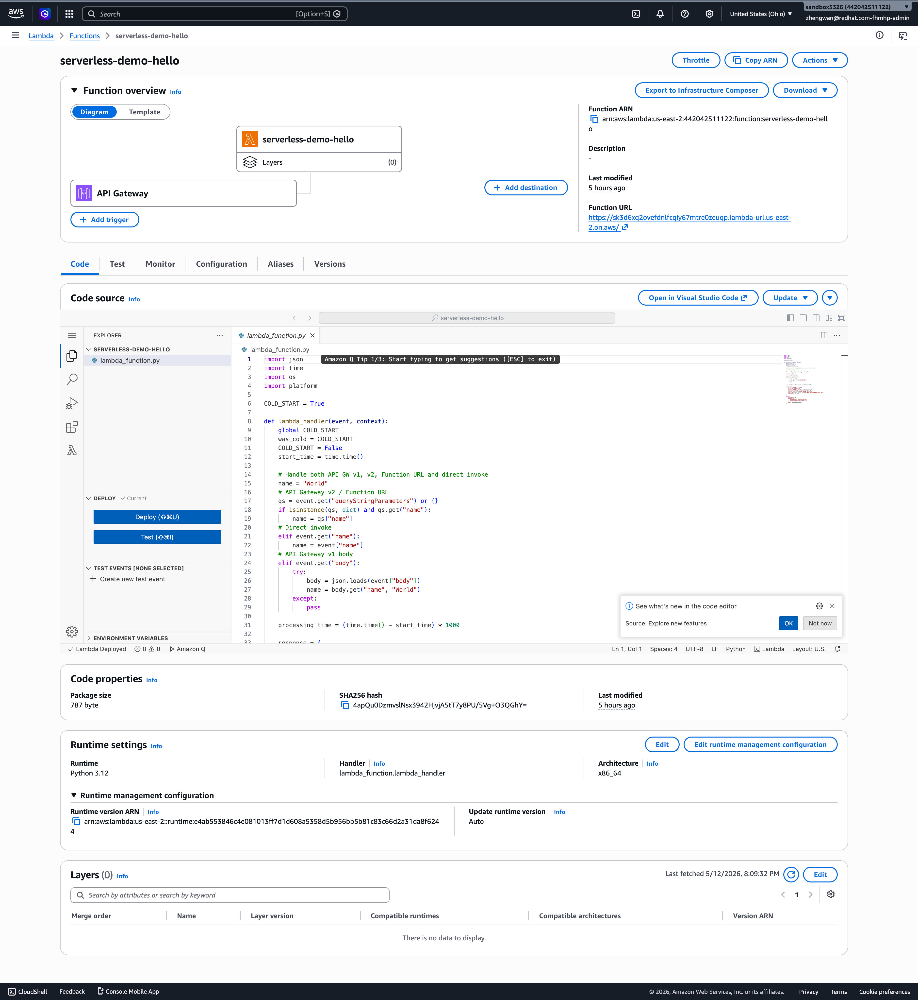 aws
Search [Option+S]
United States (Ohio)
sandbox3326 (442042511122)
zhengwan@redhat.com-fhmhp-admin
Lambda > Functions > serverless-demo-hello
serverless-demo-hello
Throttle
Copy ARN
Actions
Function overview Info
Export to Infrastructure Composer
Download
Diagram | Template
serverless-demo-hello
Layers (0)
API Gateway
+ Add trigger
+ Add destination
Function ARN
arn:aws:lambda:us-east-2:442042511122:function:serverless-demo-hell
o
Description
-
Last modified
5 hours ago
Function URL
https://sk3d6xq2ovefdnlfcqiy67mtre0zeuqp.lambda-url.us-east-
2.on.aws/
Code
Test
Monitor
Configuration
Aliases
Versions
Code source Info
Open in Visual Studio Code
Update
serverless-demo-hello
EXPLORER
SERVERLESS-DEMO-HELLO
lambda_function.py
DEPLOY Current
Deploy (⇧⌘U)
Test (⇧⌘I)
TEST EVENTS [NONE SELECTED]
+ Create new test event
ENVIRONMENT VARIABLES
lambda_function.py
lambda_function.py
1 import json Amazon Q Tip 1/3: Start typing to get suggestions ([ESC] to exit)
2 import time
3 import os
4 import platform
5
6 COLD_START = True
7
8 def lambda_handler(event, context):
9 global COLD_START
10 was_cold = COLD_START
11 COLD_START = False
12 start_time = time.time()
13
14 # Handle both API GW v1, v2, Function URL and direct invoke
15 name = "World"
16 # API Gateway v2 / Function URL
17 qs = event.get("queryStringParameters") or {}
18 if isinstance(qs, dict) and qs.get("name"):
19 name = qs["name"]
20 # Direct invoke
21 elif event.get("name"):
22 name = event["name"]
23 # API Gateway v1 body
24 elif event.get("body"):
25 try:
26 body = json.loads(event["body"])
27 name = body.get("name", "World")
28 except:
29 pass
30
31 processing_time = (time.time() - start_time) * 1000
32
33 response = {
See what's new in the code editor
Source: Explore new features
OK
Not now
Lambda Deployed 0 0 Amazon Q
Ln 1, Col 1 Spaces: 4 UTF-8 LF Python Lambda Layout: U.S.
Code properties Info
Package size
787 byte
SHA256 hash
4apQu0DzmvslNsx3942HjvjA5tT7y8PU/5Vg+O3QGhY=
Last modified
5 hours ago
Runtime settings Info
Edit
Edit runtime management configuration
Runtime
Python 3.12
Handler Info
lambda_function.lambda_handler
Architecture Info
x86_64
Runtime management configuration
Runtime version ARN Info
arn:aws:lambda:us-east-2::runtime:e4ab553846c4e081013ff7d1d608a5358d5b956bb5b81c83c66d2a31da8f624
4
Update runtime version Info
Auto
Layers (0) Info
Last fetched 5/12/2026, 8:09:32 PM
Edit
Search by attributes or search by keyword
1
Merge order
Name
Layer version
Compatible runtimes
Compatible architectures
Version ARN
There is no data to display.
CloudShell
Feedback
Console Mobile App
© 2026, Amazon Web Services, Inc. or its affiliates.
Privacy
Terms
Cookie preferences